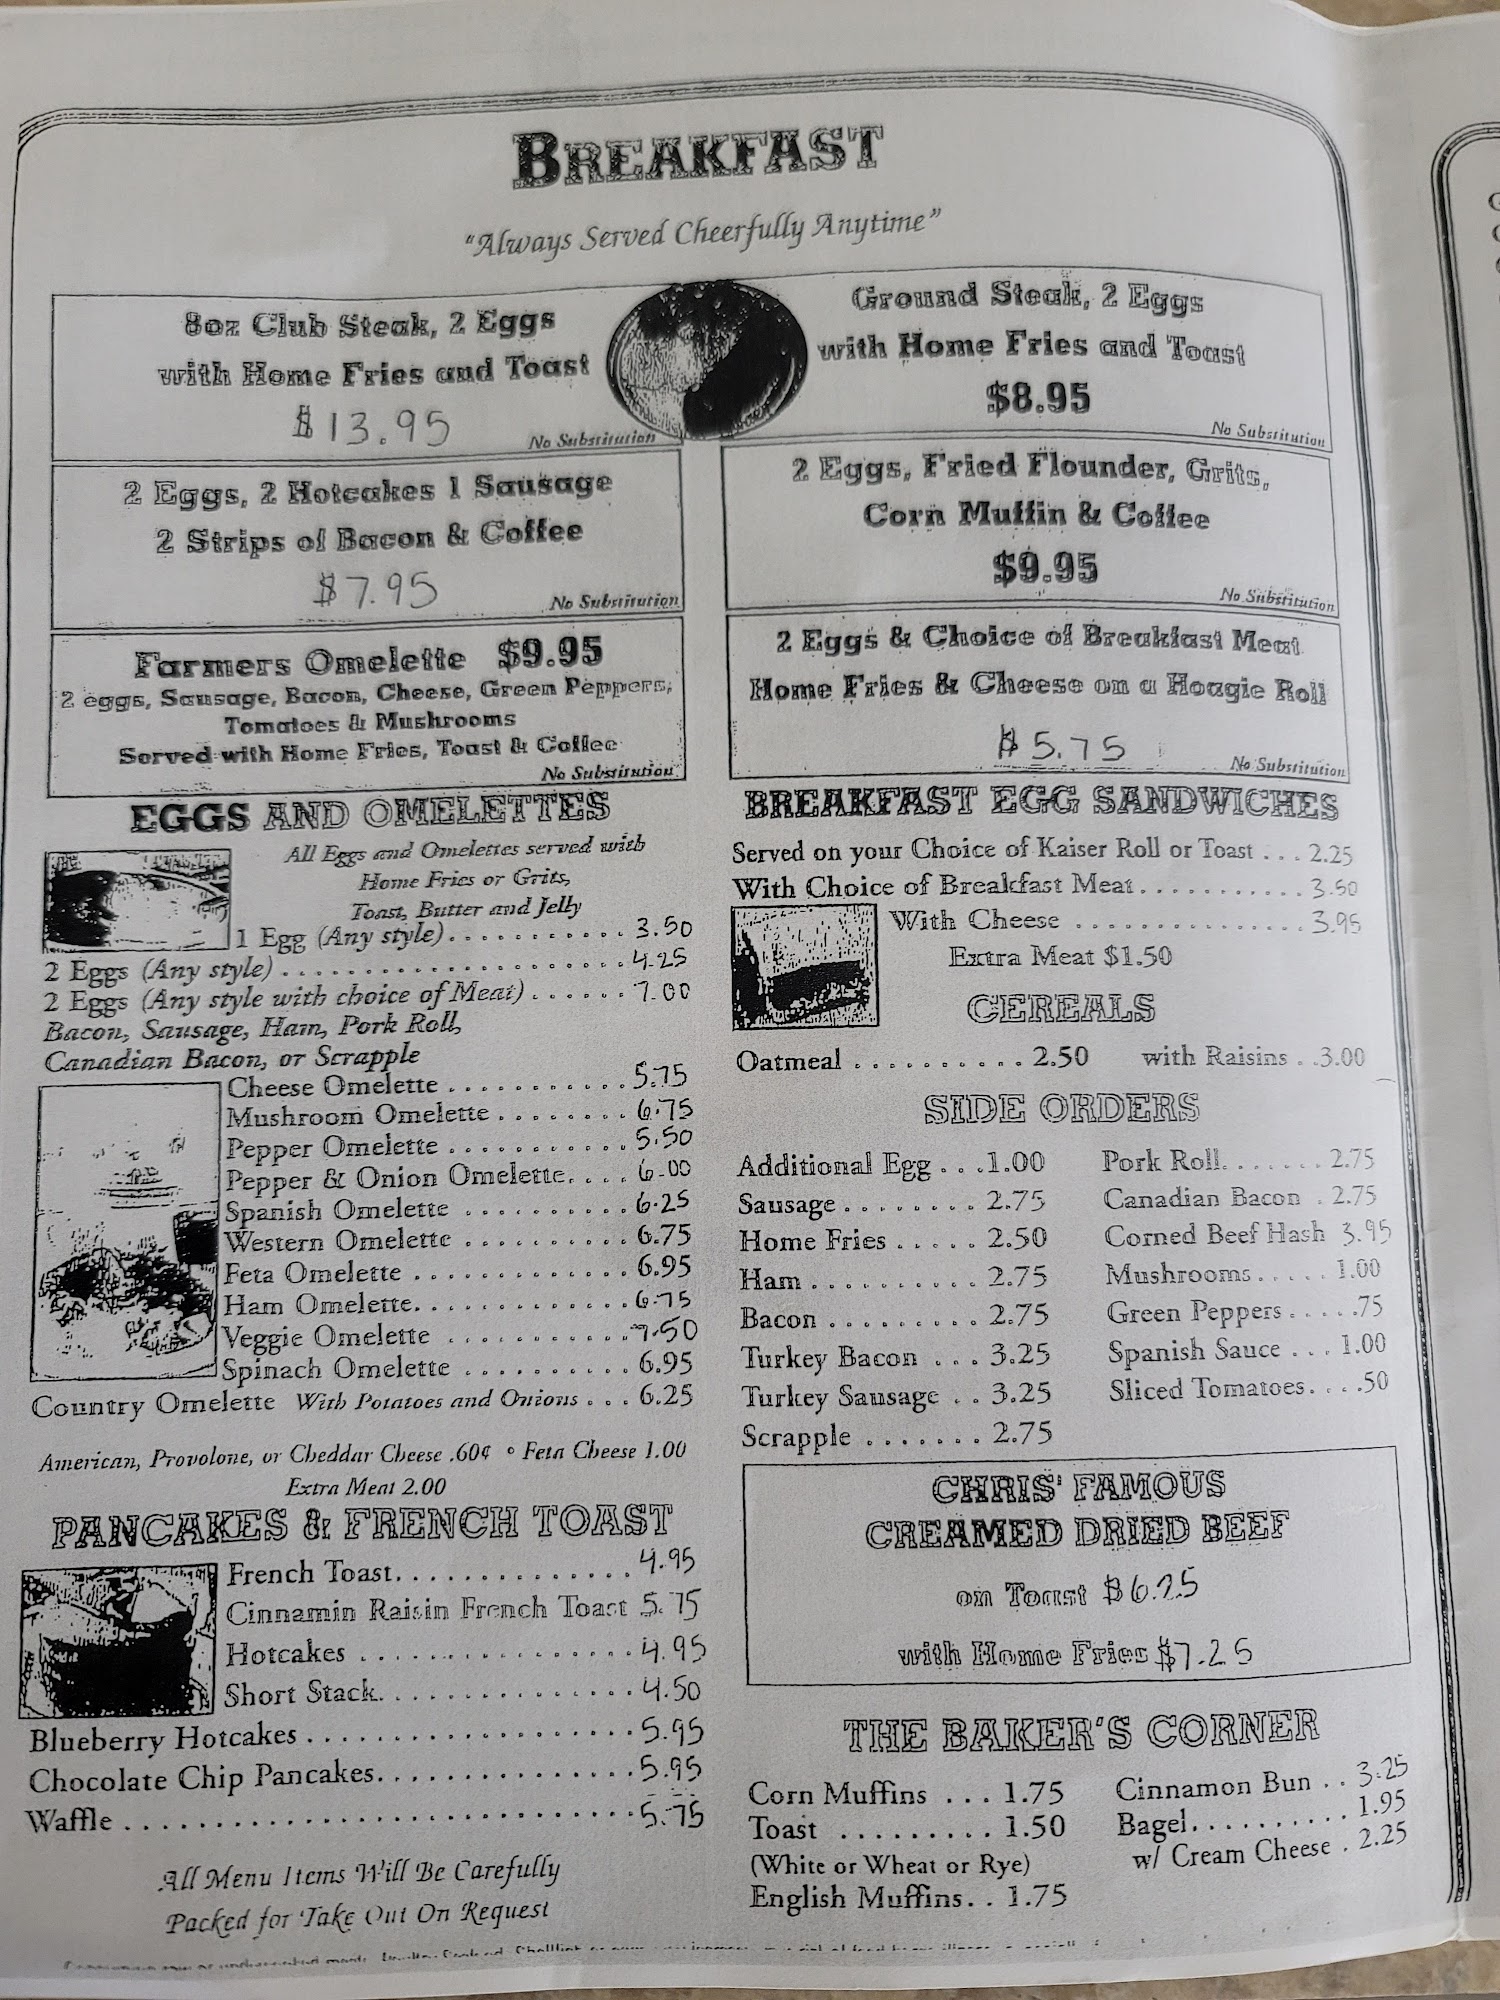 BREAKFAST
"Always Served Cheerfully Anytime"
8oz Club Steak, 2 Eggs
with Home Fries and Toast
$13.95
No Substitution
Ground Steak, 2 Eggs
with Home Fries and Toast
$8.95
No Substitution
2 Eggs, 2 Hotcakes 1 Sausage
2 Strips of Bacon & Coffee
$7.95
No Substitution
2 Eggs, Fried Flounder, Grits,
Corn Muffin & Coffee
$9.95
No Substitution
Farmers Omelette $9.95
2 eggs, Sausage, Bacon, Cheese, Green Peppers,
Tomatoes & Mushrooms
Served with Home Fries, Toast & Coffee
No Substitution
2 Eggs & Choice of Breakfast Meat
Home Fries & Cheese on a Hoagie Roll
$5.75
No Substitution
EGGS AND OMELETTES
All Eggs and Omelettes served with
Home Fries or Grits,
Toast, Butter and Jelly
1 Egg (Any style) . . . . . . . . . . . . 3.50
2 Eggs (Any style) . . . . . . . . . . . . . . . . . . . . . 4.25
2 Eggs (Any style with choice of Meat) . . . . . . 7.00
Bacon, Sausage, Ham, Pork Roll,
Canadian Bacon, or Scrapple
Cheese Omelette . . . . . . . . . . . . 5.75
Mushroom Omelette . . . . . . . . . 6.75
Pepper Omelette . . . . . . . . . . . . 5.50
Pepper & Onion Omelette. . . . . 6.00
Spanish Omelette . . . . . . . . . . . 6.25
Western Omelette . . . . . . . . . . . 6.75
Feta Omelette . . . . . . . . . . . . . . 6.95
Ham Omelette. . . . . . . . . . . . . . 6.75
Veggie Omelette . . . . . . . . . . . . 7.50
Spinach Omelette . . . . . . . . . . . 6.95
Country Omelette With Potatoes and Onions . . . 6.25
American, Provolone, or Cheddar Cheese .60¢ ° Feta Cheese 1.00
Extra Meat 2.00
PANCAKES & FRENCH TOAST
French Toast. . . . . . . . . . . . . . . 4.95
Cinnamin Raisin French Toast 5.75
Hotcakes . . . . . . . . . . . . . . . . . 4.95
Short Stack. . . . . . . . . . . . . . . . 4.50
Blueberry Hotcakes . . . . . . . . . . . . . . . . . . . . 5.95
Chocolate Chip Pancakes. . . . . . . . . . . . . . . . 5.95
Waffle . . . . . . . . . . . . . . . . . . . . . . . . . . . . . . . 5.75
All Menu Items Will Be Carefully
Packed for Take Out On Request
BREAKFAST EGG SANDWICHES
Served on your Choice of Kaiser Roll or Toast . . . 2.25
With Choice of Breakfast Meat. . . . . . . . . . . . 3.50
With Cheese . . . . . . . . . . . . . . . . 3.95
Extra Meat $1.50
CEREALS
Oatmeal . . . . . . . . . . 2.50 with Raisins . . 3.00
SIDE ORDERS
Additional Egg . . . 1.00
Sausage . . . . . . . . 2.75
Home Fries . . . . . 2.50
Ham . . . . . . . . . . 2.75
Bacon . . . . . . . . . 2.75
Turkey Bacon . . . 3.25
Turkey Sausage . . 3.25
Scrapple . . . . . . . 2.75
Pork Roll. . . . . . . 2.75
Canadian Bacon . 2.75
Corned Beef Hash 3.95
Mushrooms. . . . . 1.00
Green Peppers . . . . .75
Spanish Sauce . . . 1.00
Sliced Tomatoes. . . .50
CHRIS' FAMOUS
CREAMED DRIED BEEF
on Toast $6.25
with Home Fries $7.25
THE BAKER'S CORNER
Corn Muffins . . . 1.75
Toast . . . . . . . . . 1.50
(White or Wheat or Rye)
English Muffins. . 1.75
Cinnamon Bun . . 3.25
Bagel. . . . . . . . . . 1.95
w/ Cream Cheese . 2.25